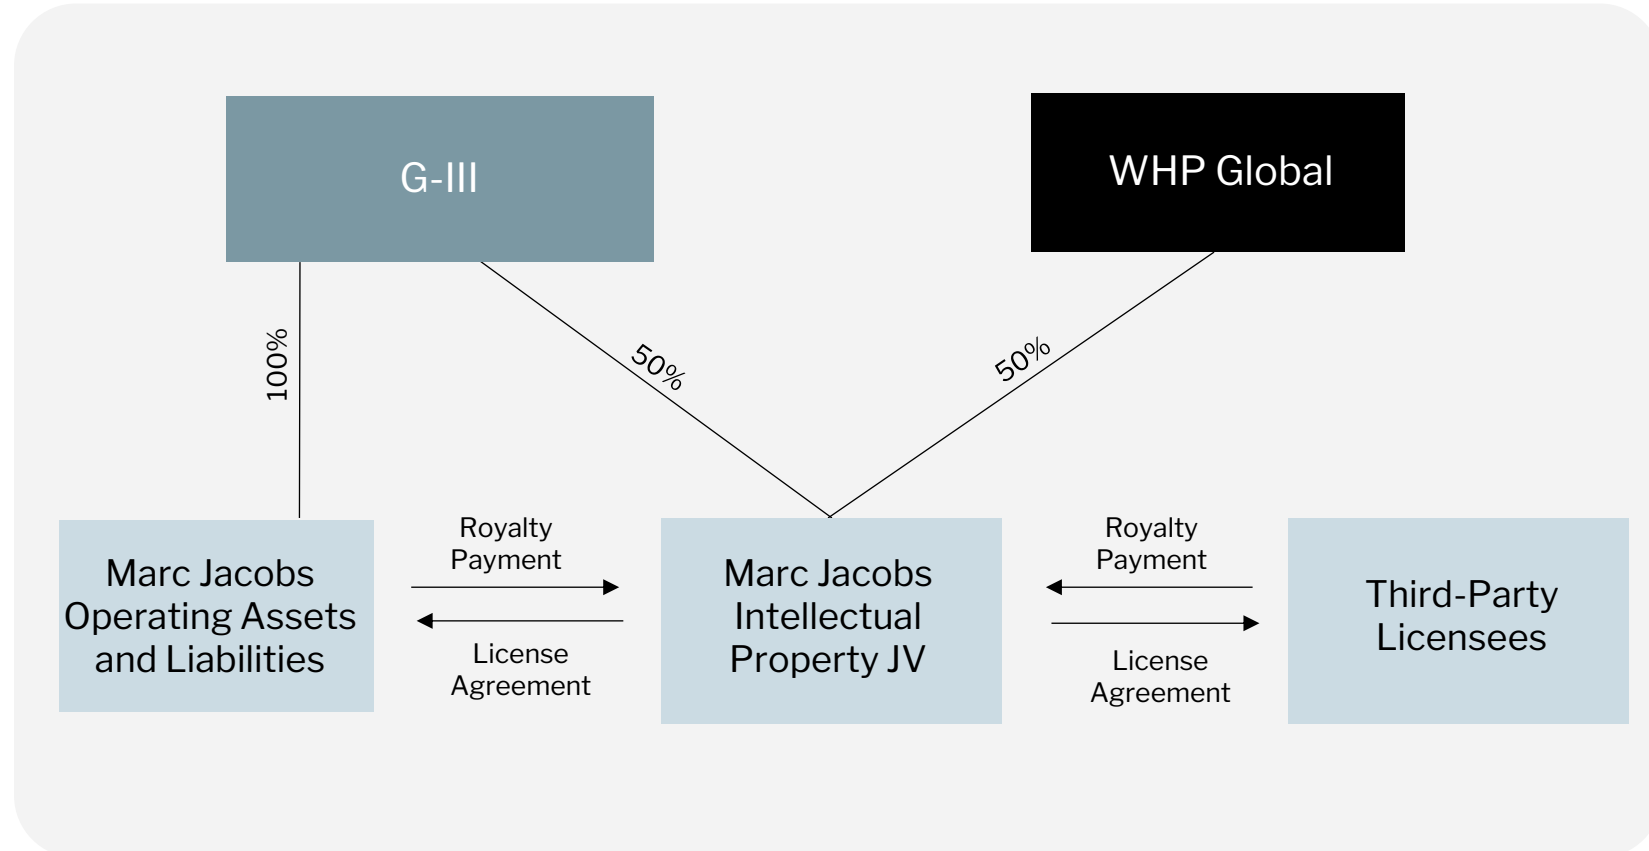 G-III
WHP Global
100%
50%
50%
Marc Jacobs
Operating Assets
and Liabilities
Royalty
Payment
License
Agreement
Marc Jacobs
Intellectual
Property JV
Royalty
Payment
License
Agreement
Third-Party
Licensees